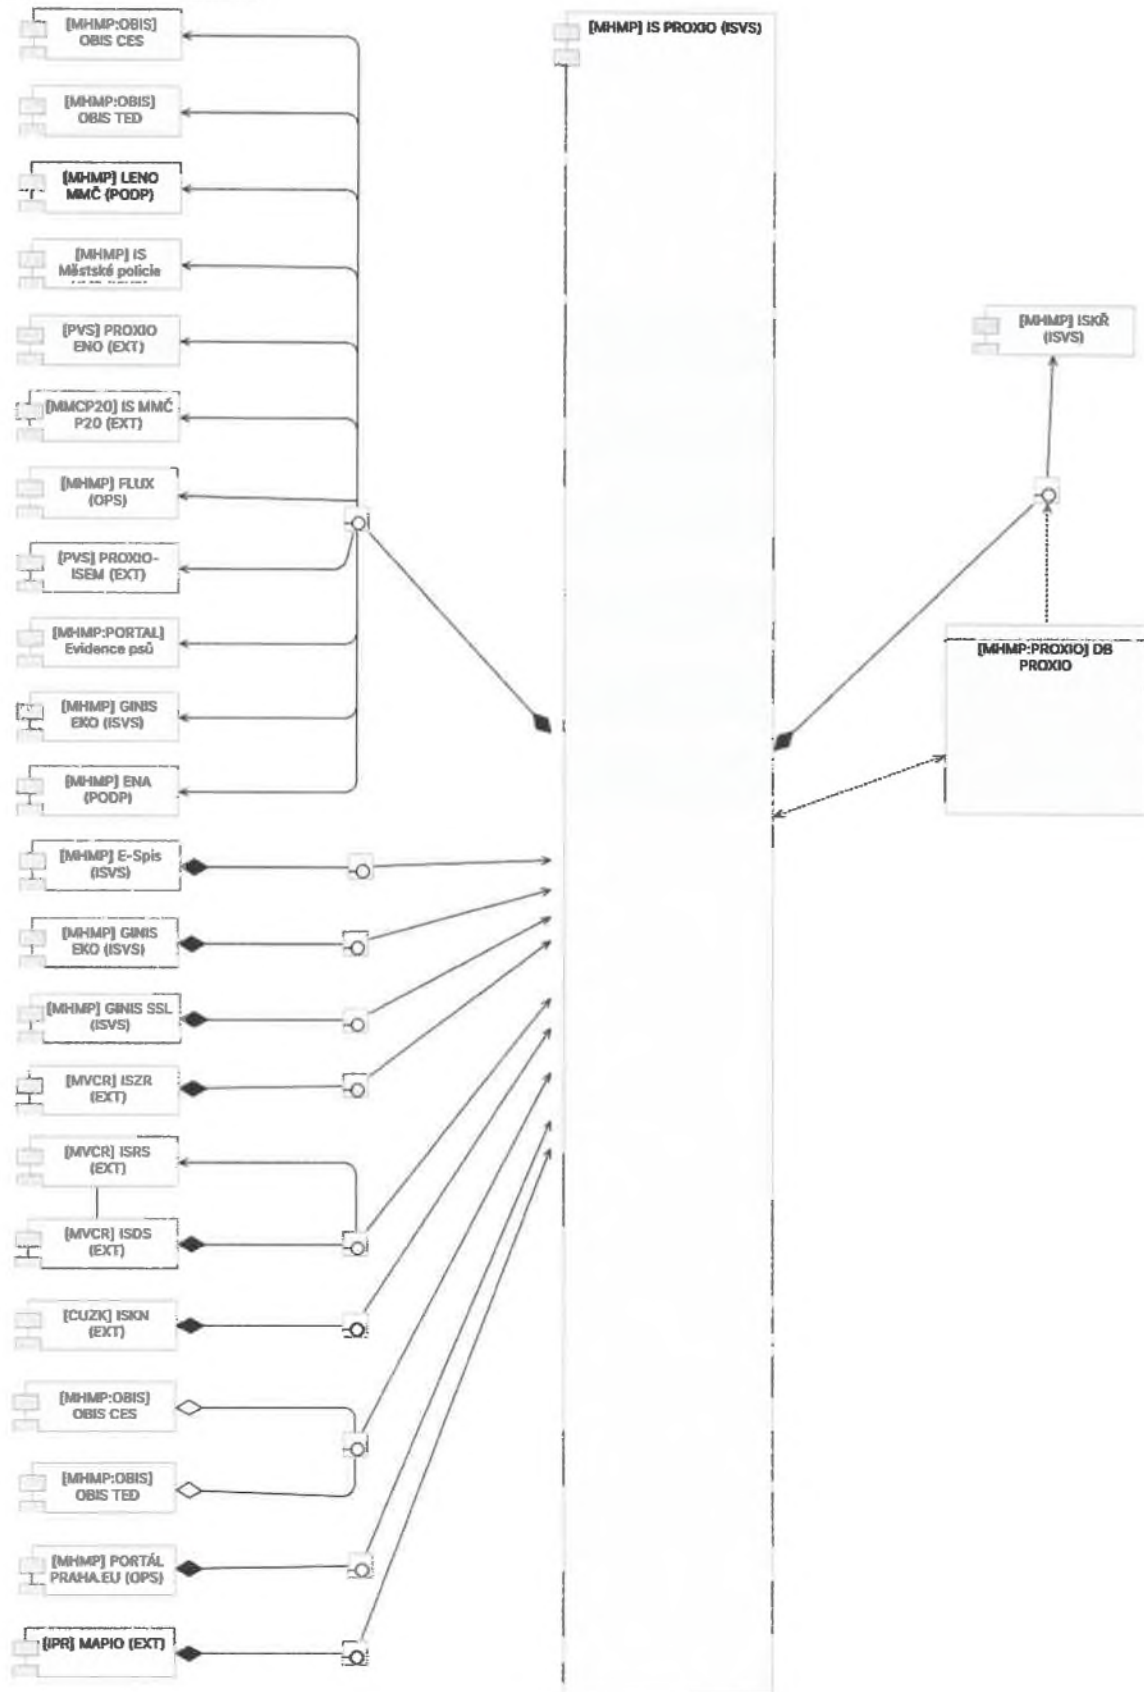 [MHMP:OBIS]
OBIS CES
[MHMP] IS PROXIO (ISVS)
[MHMP:OBIS]
OBIS TED
[MHMP] LENO
MMČ (PODP)
[MHMP] IS
Městské policie
[PVS] PROXIO
ENO (EXT)
[MHMP] ISKŘ
(ISVS)
[MMCP20] IS MMČ
P20 (EXT)
[MHMP] FLUX
(OPS)
[PVS] PROXIO-
ISEM (EXT)
[MHMP:PORTAL]
Evidence psů
[MHMP:PROXIO] DB
PROXIO
[MHMP] GINIS
EKO (ISVS)
[MHMP] ENA
(PODP)
[MHMP] E-Spis
(ISVS)
[MHMP] GINIS
EKO (ISVS)
[MHMP] GINIS SSL
(ISVS)
[MVCR] ISZR
(EXT)
[MVCR] ISRS
(EXT)
[MVCR] ISDS
(EXT)
[CUZK] ISKN
(EXT)
[MHMP:OBIS]
OBIS CES
[MHMP:OBIS]
OBIS TED
[MHMP] PORTÁL
PRAHA.EU (OPS)
[IPR] MAPIO (EXT)